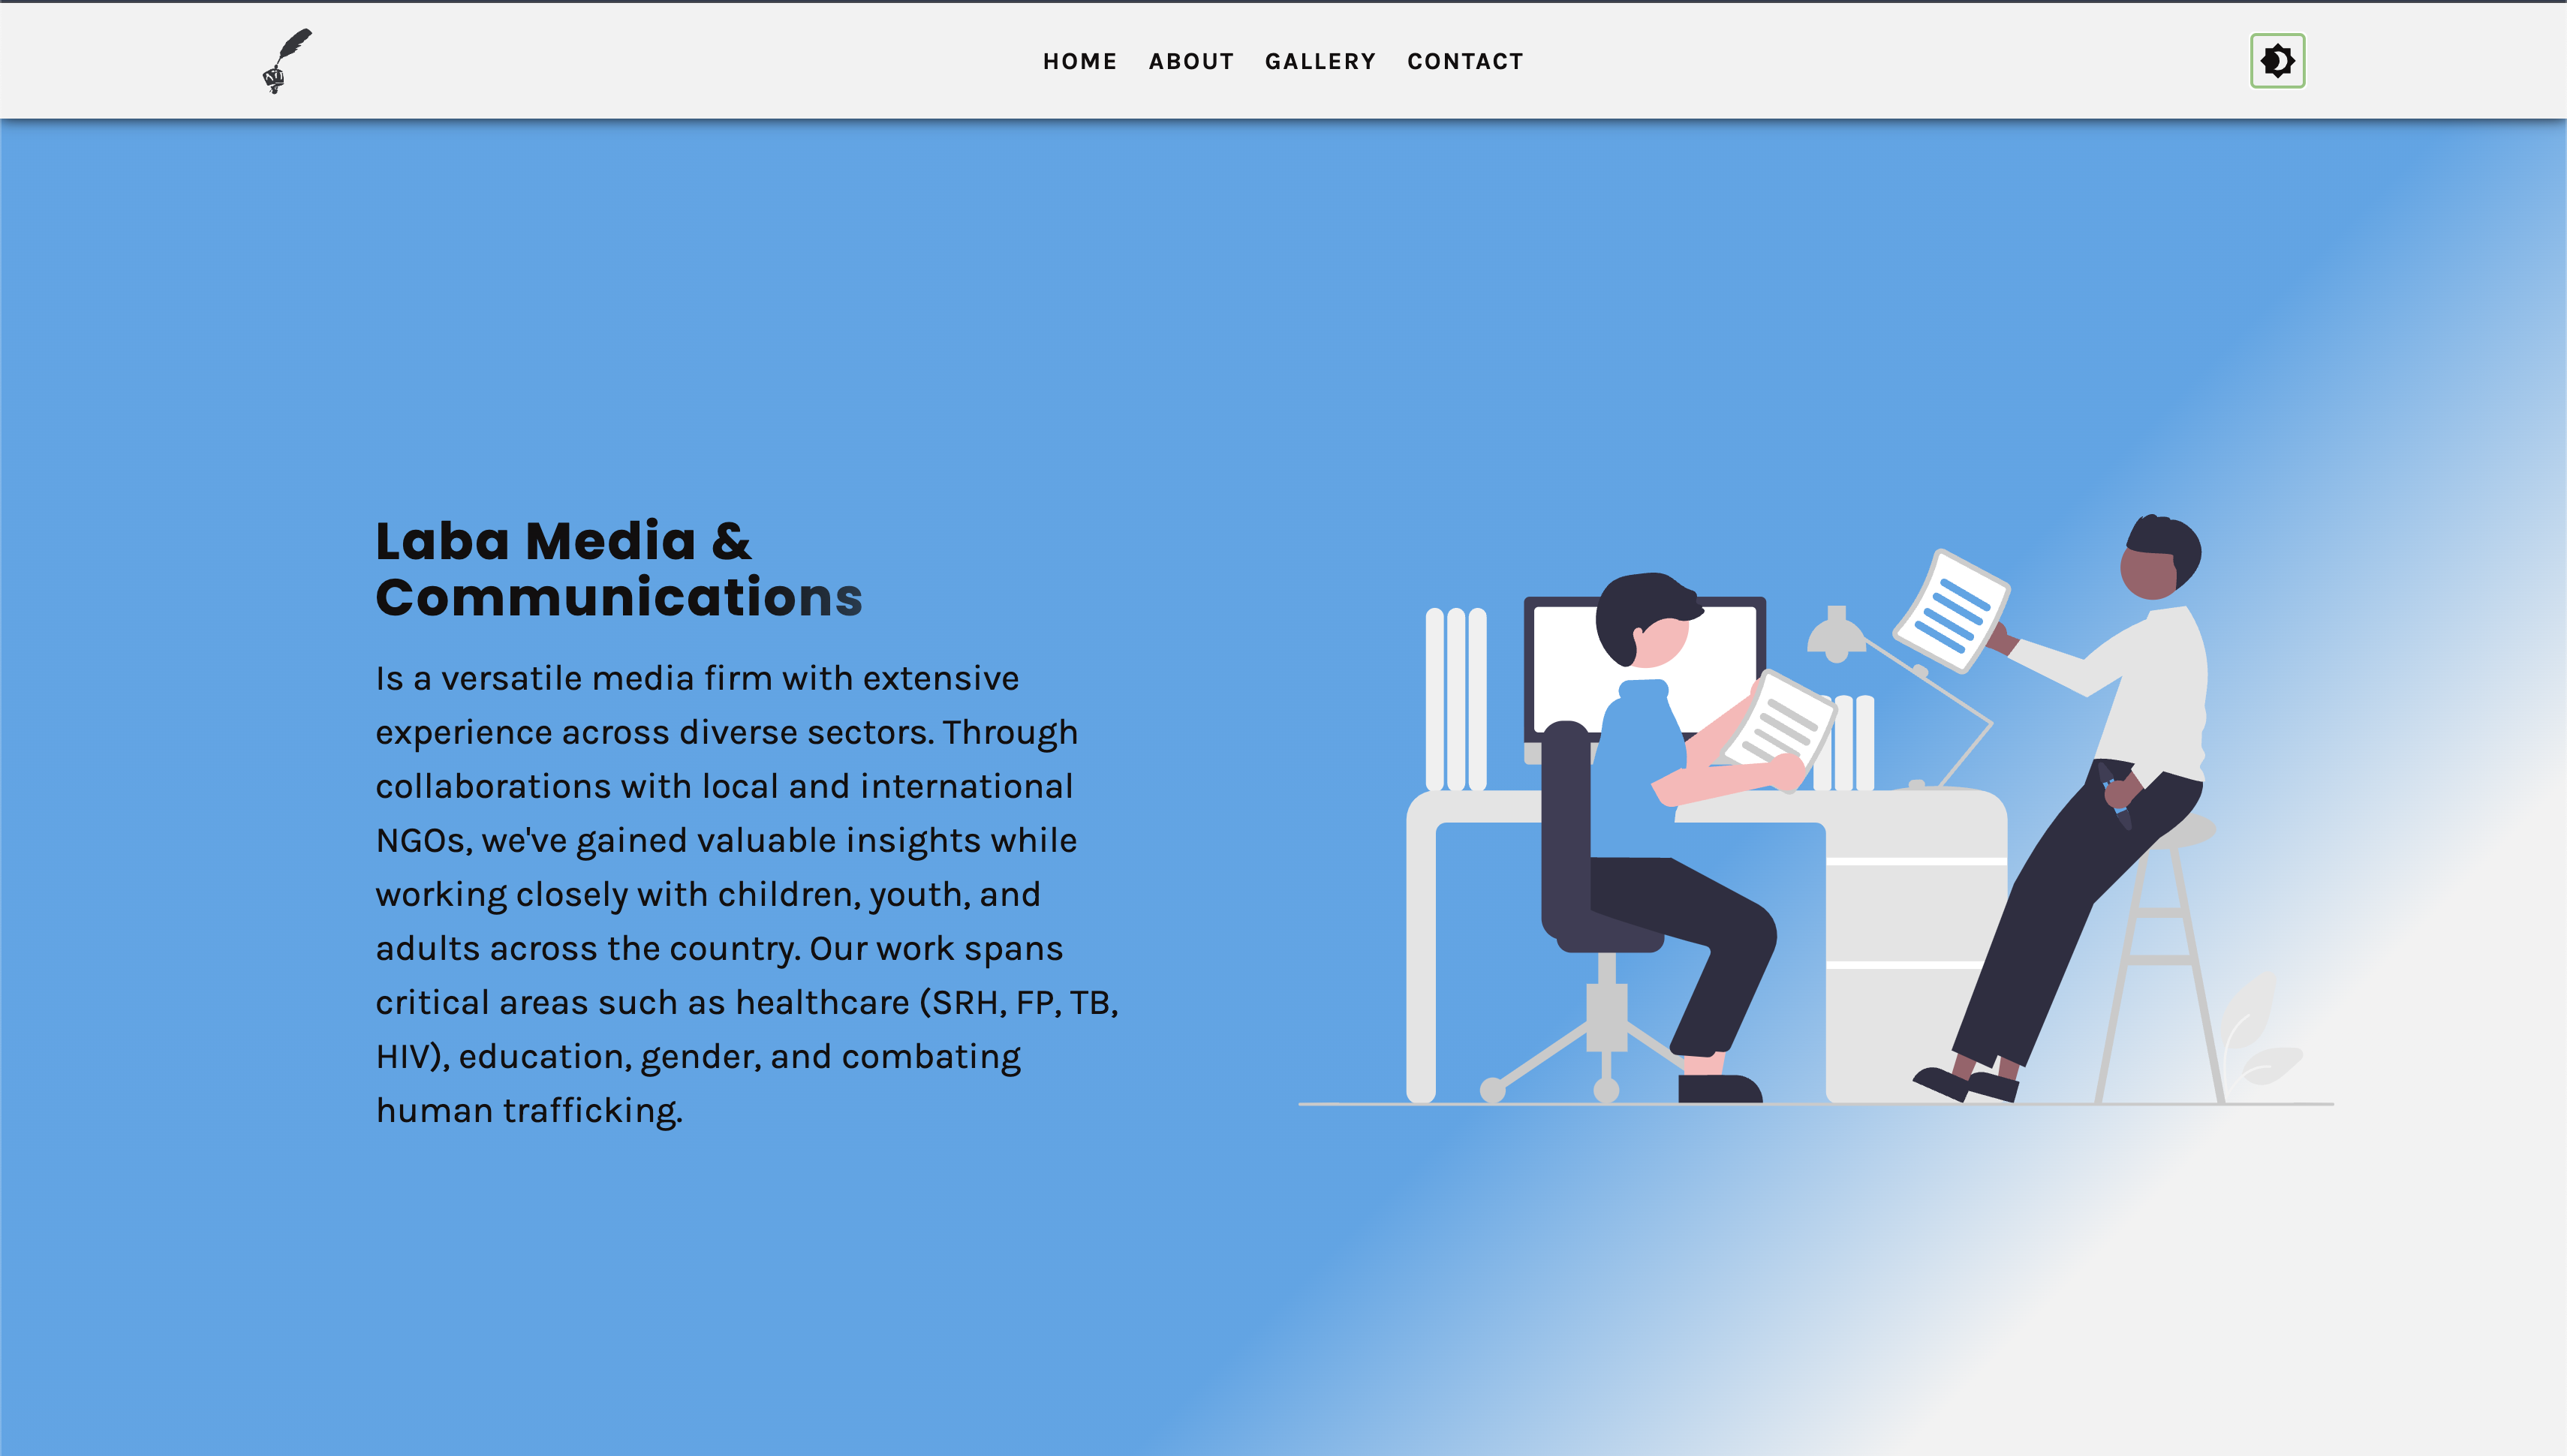 HOME ABOUT GALLERY CONTACT
Laba Media &
Communications
Is a versatile media firm with extensive
experience across diverse sectors. Through
collaborations with local and international
NGOs, we've gained valuable insights while
working closely with children, youth, and
adults across the country. Our work spans
critical areas such as healthcare (SRH, FP, TB,
HIV), education, gender, and combating
human trafficking.